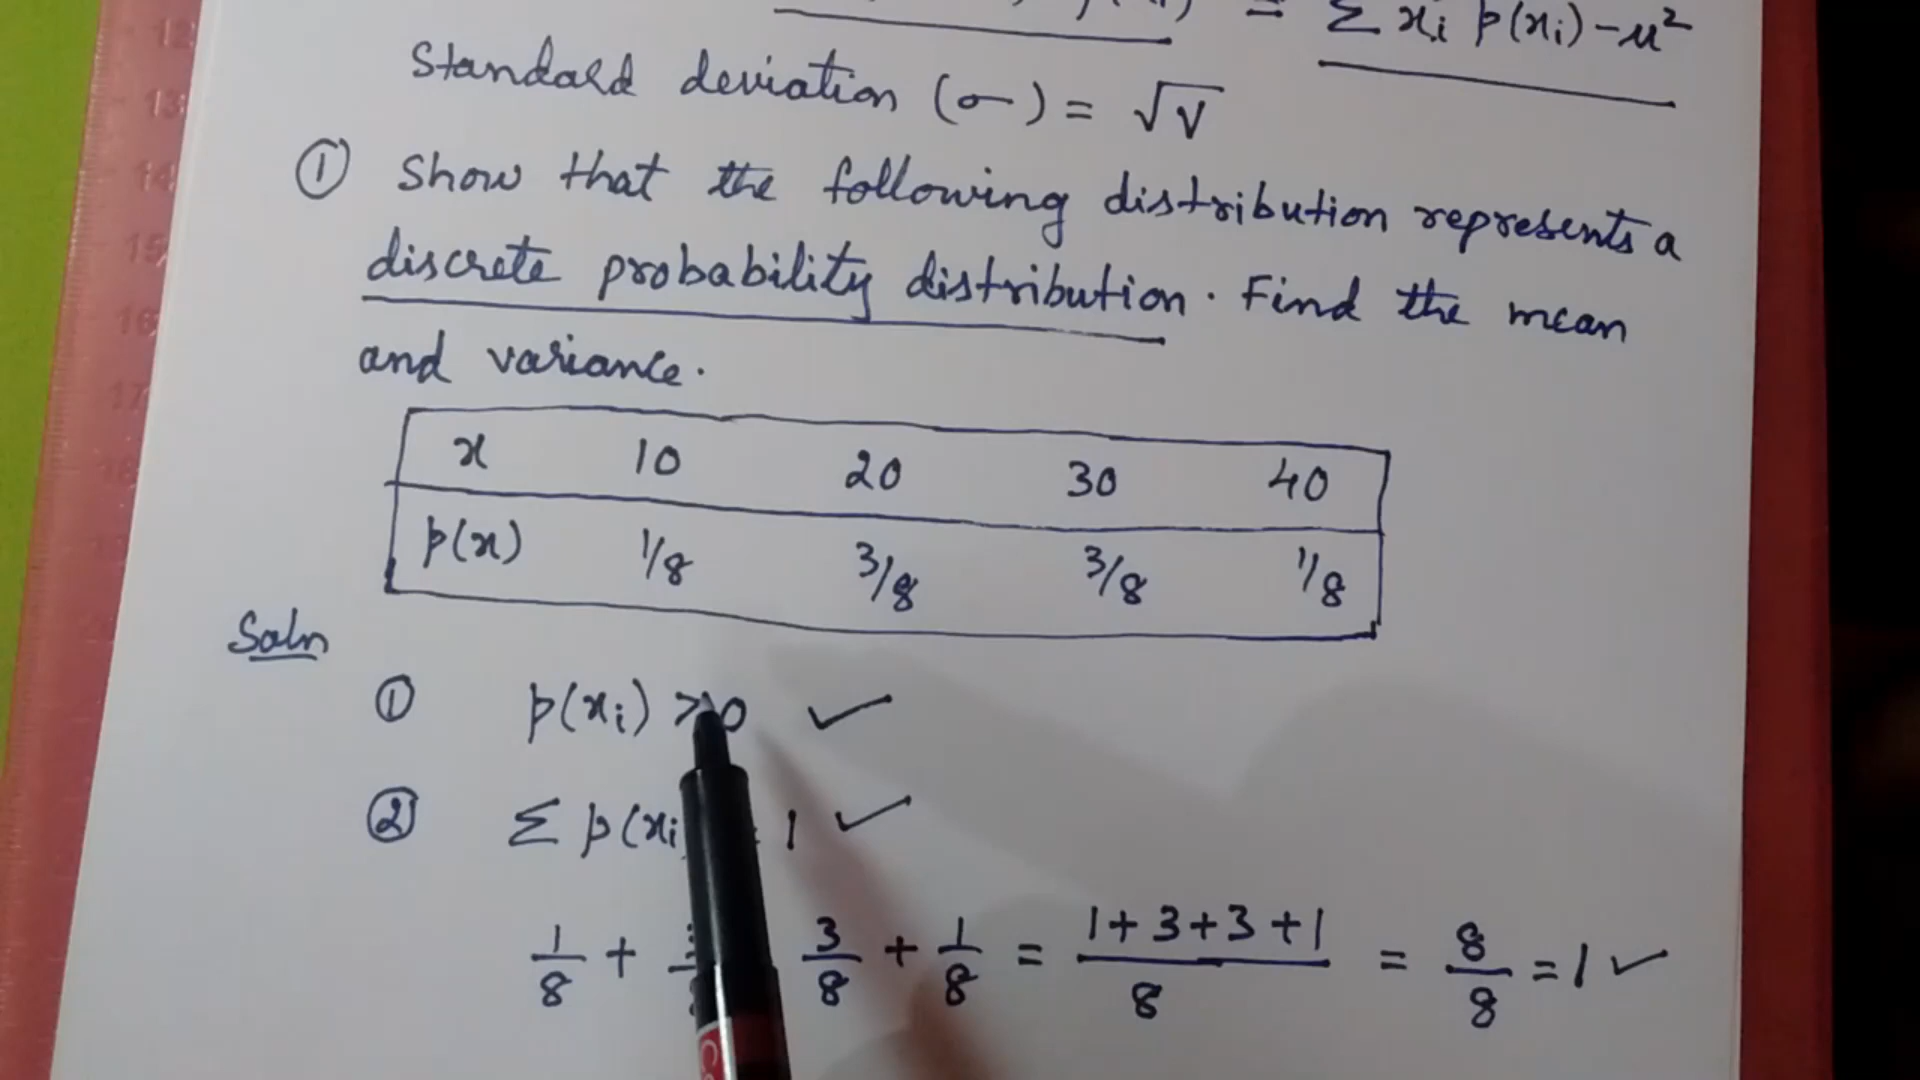 = Σ xᵢ p(xᵢ) - μ²
Standard deviation (σ) = √V
① Show that the following distribution represents a
discrete probability distribution. Find the mean
and variance.
x 10 20 30 40
p(x) 1/8 3/8 3/8 1/8
Soln
① p(xᵢ) > 0 ✓
② Σ p(xᵢ 1 ✓
1/8 + 3/8 + 1/8 = 1+3+3+1/8 = 8/8 = 1 ✓